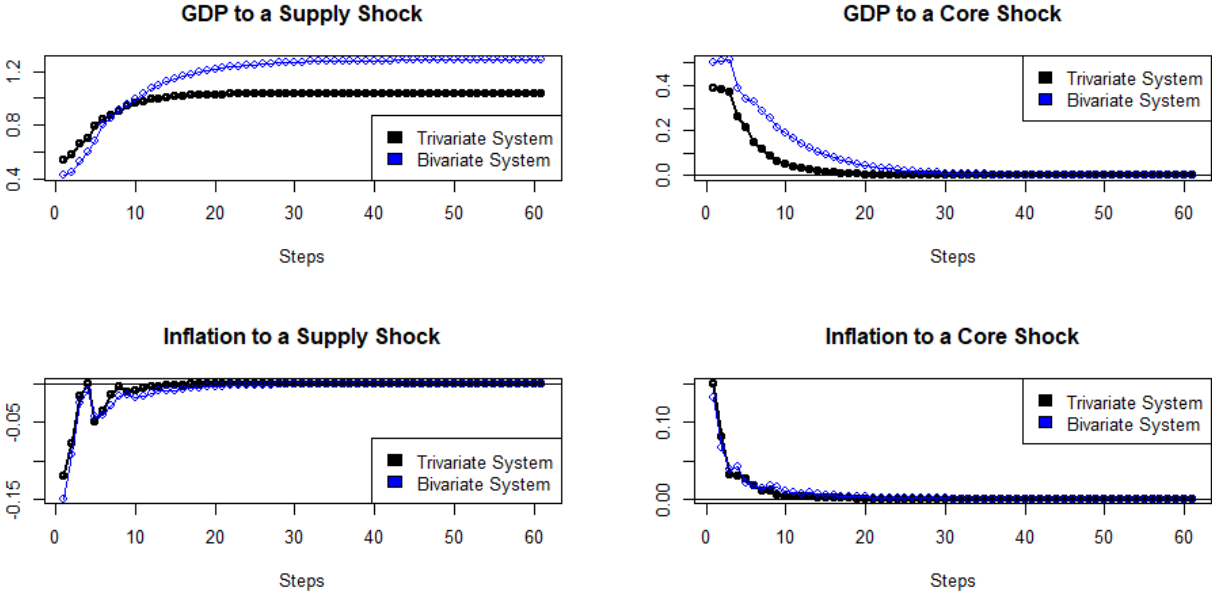 GDP to a Supply Shock
1.2
0.8
0.4
Trivariate System
Bivariate System
0 10 20 30 40 50 60
Steps
GDP to a Core Shock
0.4
0.2
0.0
Trivariate System
Bivariate System
0 10 20 30 40 50 60
Steps
Inflation to a Supply Shock
-0.05
-0.15
Trivariate System
Bivariate System
0 10 20 30 40 50 60
Steps
Inflation to a Core Shock
0.10
0.00
Trivariate System
Bivariate System
0 10 20 30 40 50 60
Steps